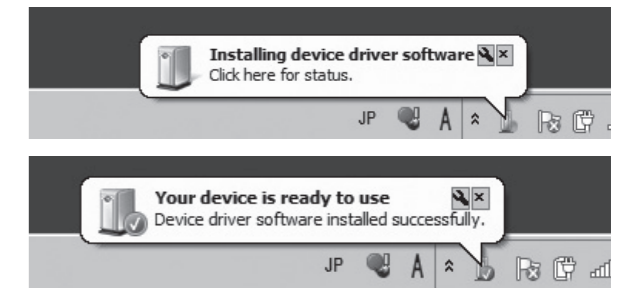 Installing device driver software
Click here for status.
JP A
Your device is ready to use
Device driver software installed successfully.
JP A